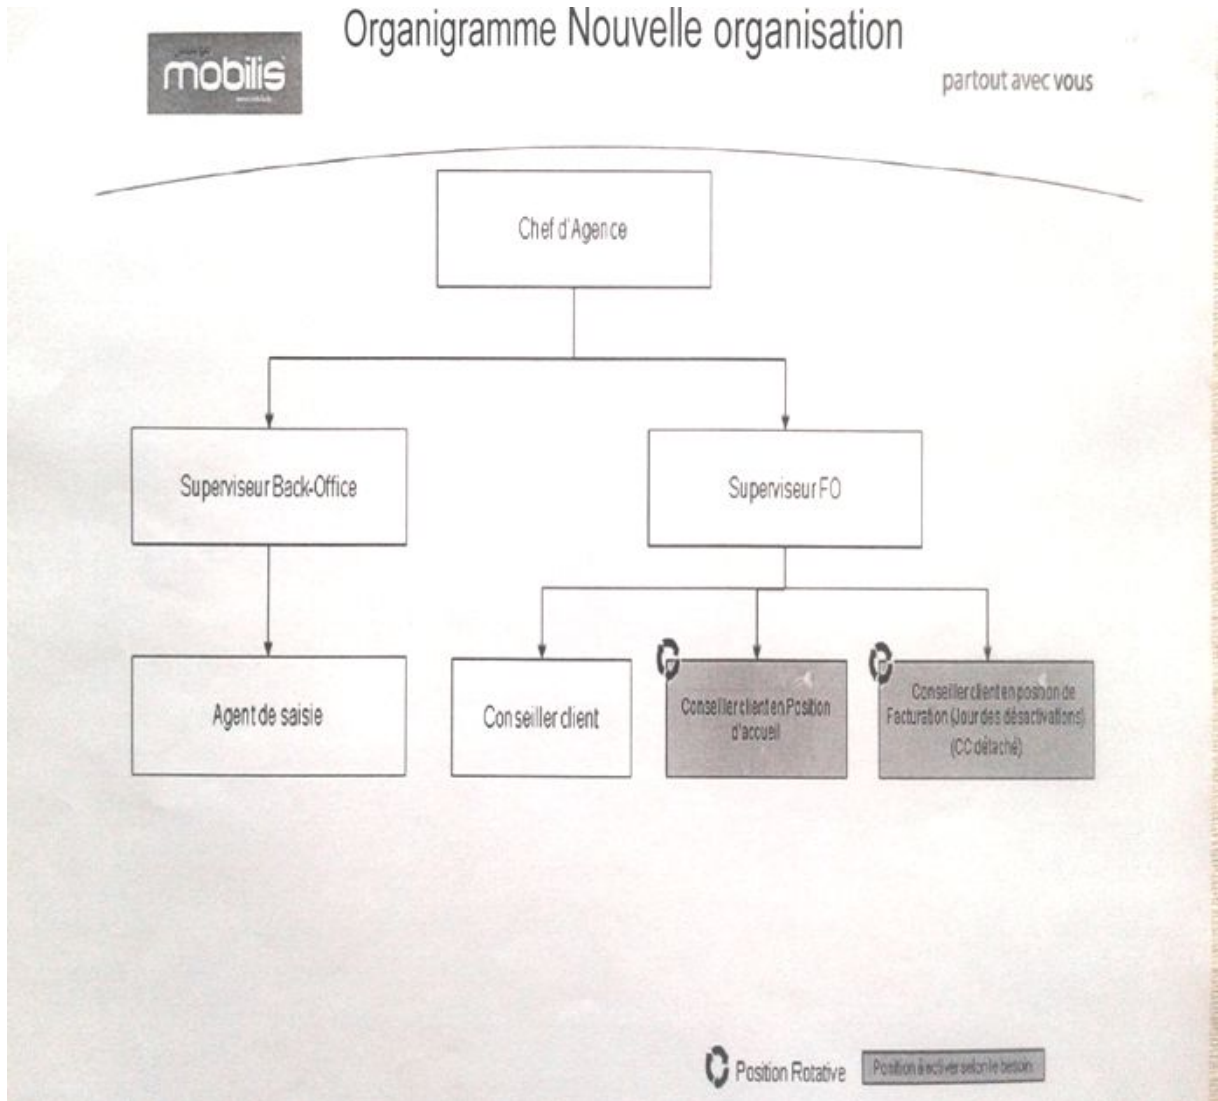 Organigramme Nouvelle organisation
mobilis
partout avec vous
Chef d'Agence
Superviseur Back-Office
Superviseur FO
Agent de saisie
Conseiller client
Conseiller client en Position
d'accueil
Conseiller client en position de
Facturation (Jour des désactivations)
(CC détaché)
Position Rotative
Position à activer selon le besoin